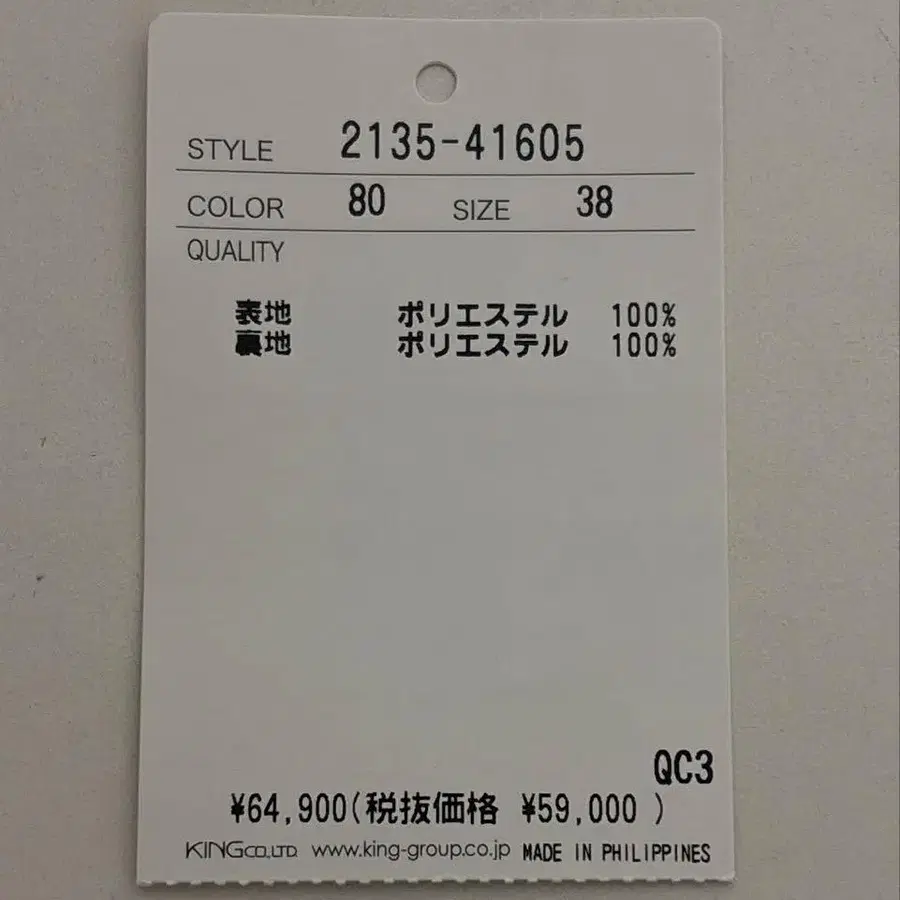 STYLE 2135-41605
COLOR 80 SIZE 38
QUALITY
表地 ポリエステル 100%
裏地 ポリエステル 100%
QC3
¥64,900(税抜価格 ¥59,000 )
KING CO.,LTD. www.king-group.co.jp MADE IN PHILIPPINES